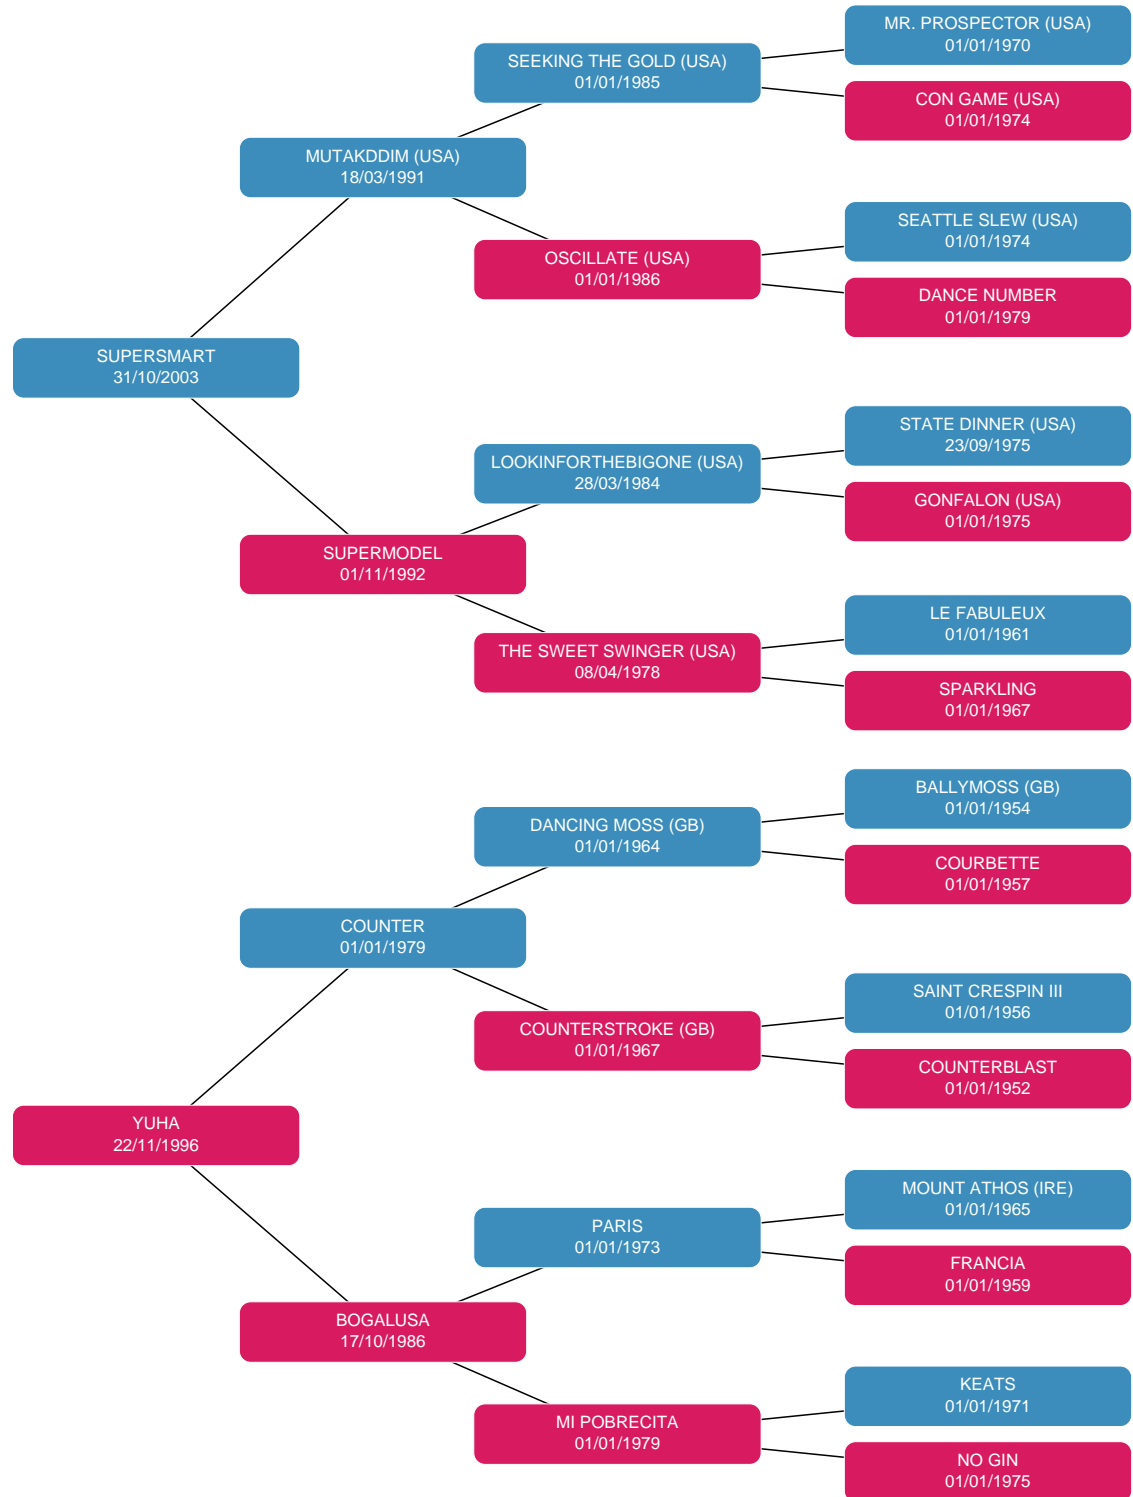 MR. PROSPECTOR (USA)
01/01/1970
SEEKING THE GOLD (USA)
01/01/1985
CON GAME (USA)
01/01/1974
MUTAKDDIM (USA)
18/03/1991
SEATTLE SLEW (USA)
01/01/1974
OSCILLATE (USA)
01/01/1986
DANCE NUMBER
01/01/1979
SUPERSMART
31/10/2003
STATE DINNER (USA)
23/09/1975
LOOKINFORTHEBIGONE (USA)
28/03/1984
GONFALON (USA)
01/01/1975
SUPERMODEL
01/11/1992
LE FABULEUX
01/01/1961
THE SWEET SWINGER (USA)
08/04/1978
SPARKLING
01/01/1967
BALLYMOSS (GB)
01/01/1954
DANCING MOSS (GB)
01/01/1964
COURBETTE
01/01/1957
COUNTER
01/01/1979
SAINT CRESPIN III
01/01/1956
COUNTERSTROKE (GB)
01/01/1967
COUNTERBLAST
01/01/1952
YUHA
22/11/1996
MOUNT ATHOS (IRE)
01/01/1965
PARIS
01/01/1973
FRANCIA
01/01/1959
BOGALUSA
17/10/1986
KEATS
01/01/1971
MI POBRECITA
01/01/1979
NO GIN
01/01/1975